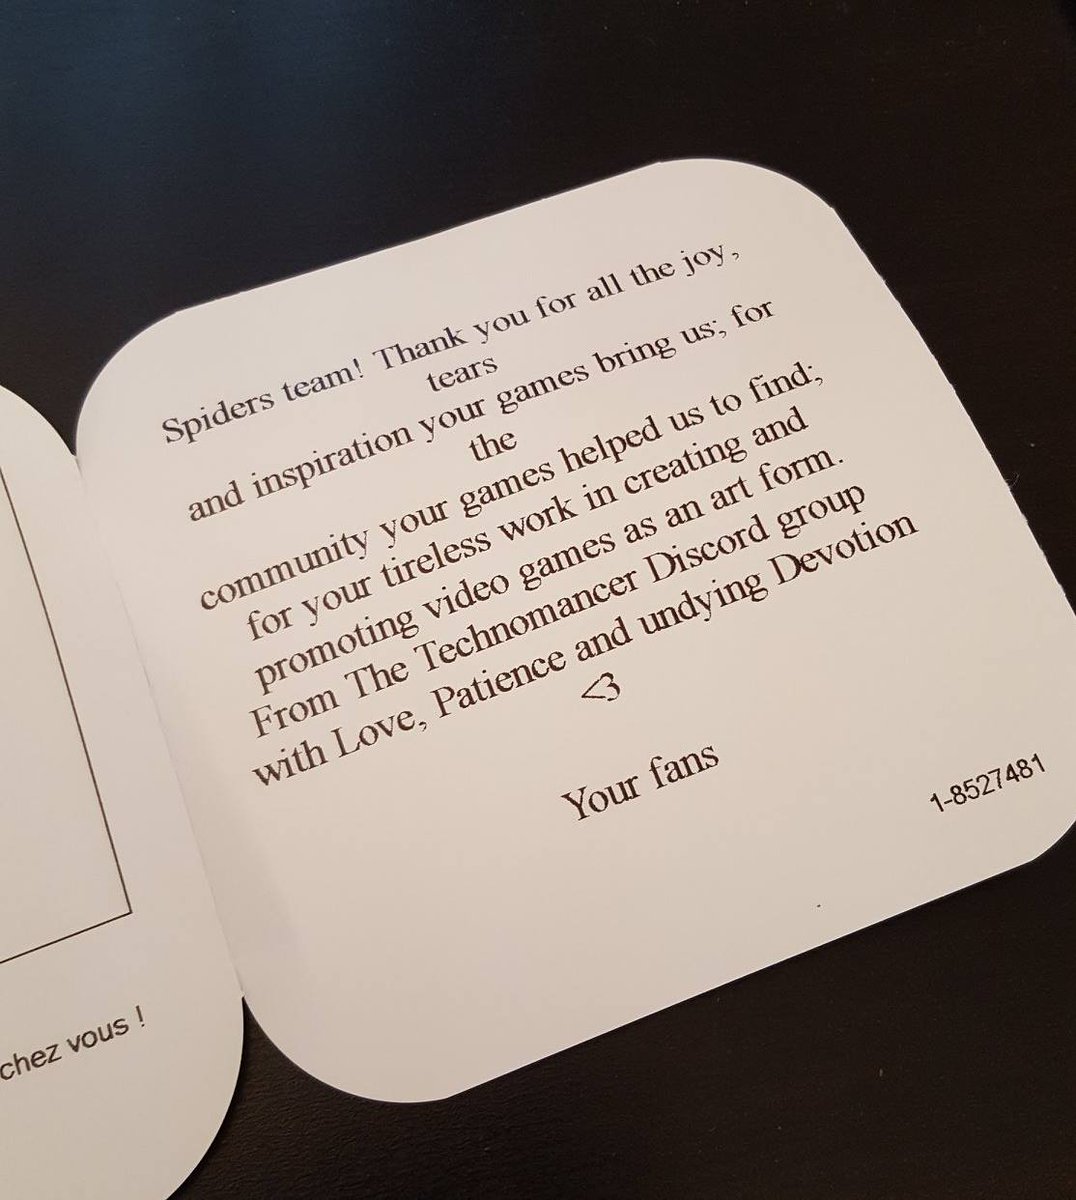 Spiders team! Thank you for all the joy,
tears
and inspiration your games bring us; for
the
community your games helped us to find;
for your tireless work in creating and
promoting video games as an art form.
From The Technomancer Discord group
with Love, Patience and undying Devotion
<3
Your fans
1-8527481
chez vous !